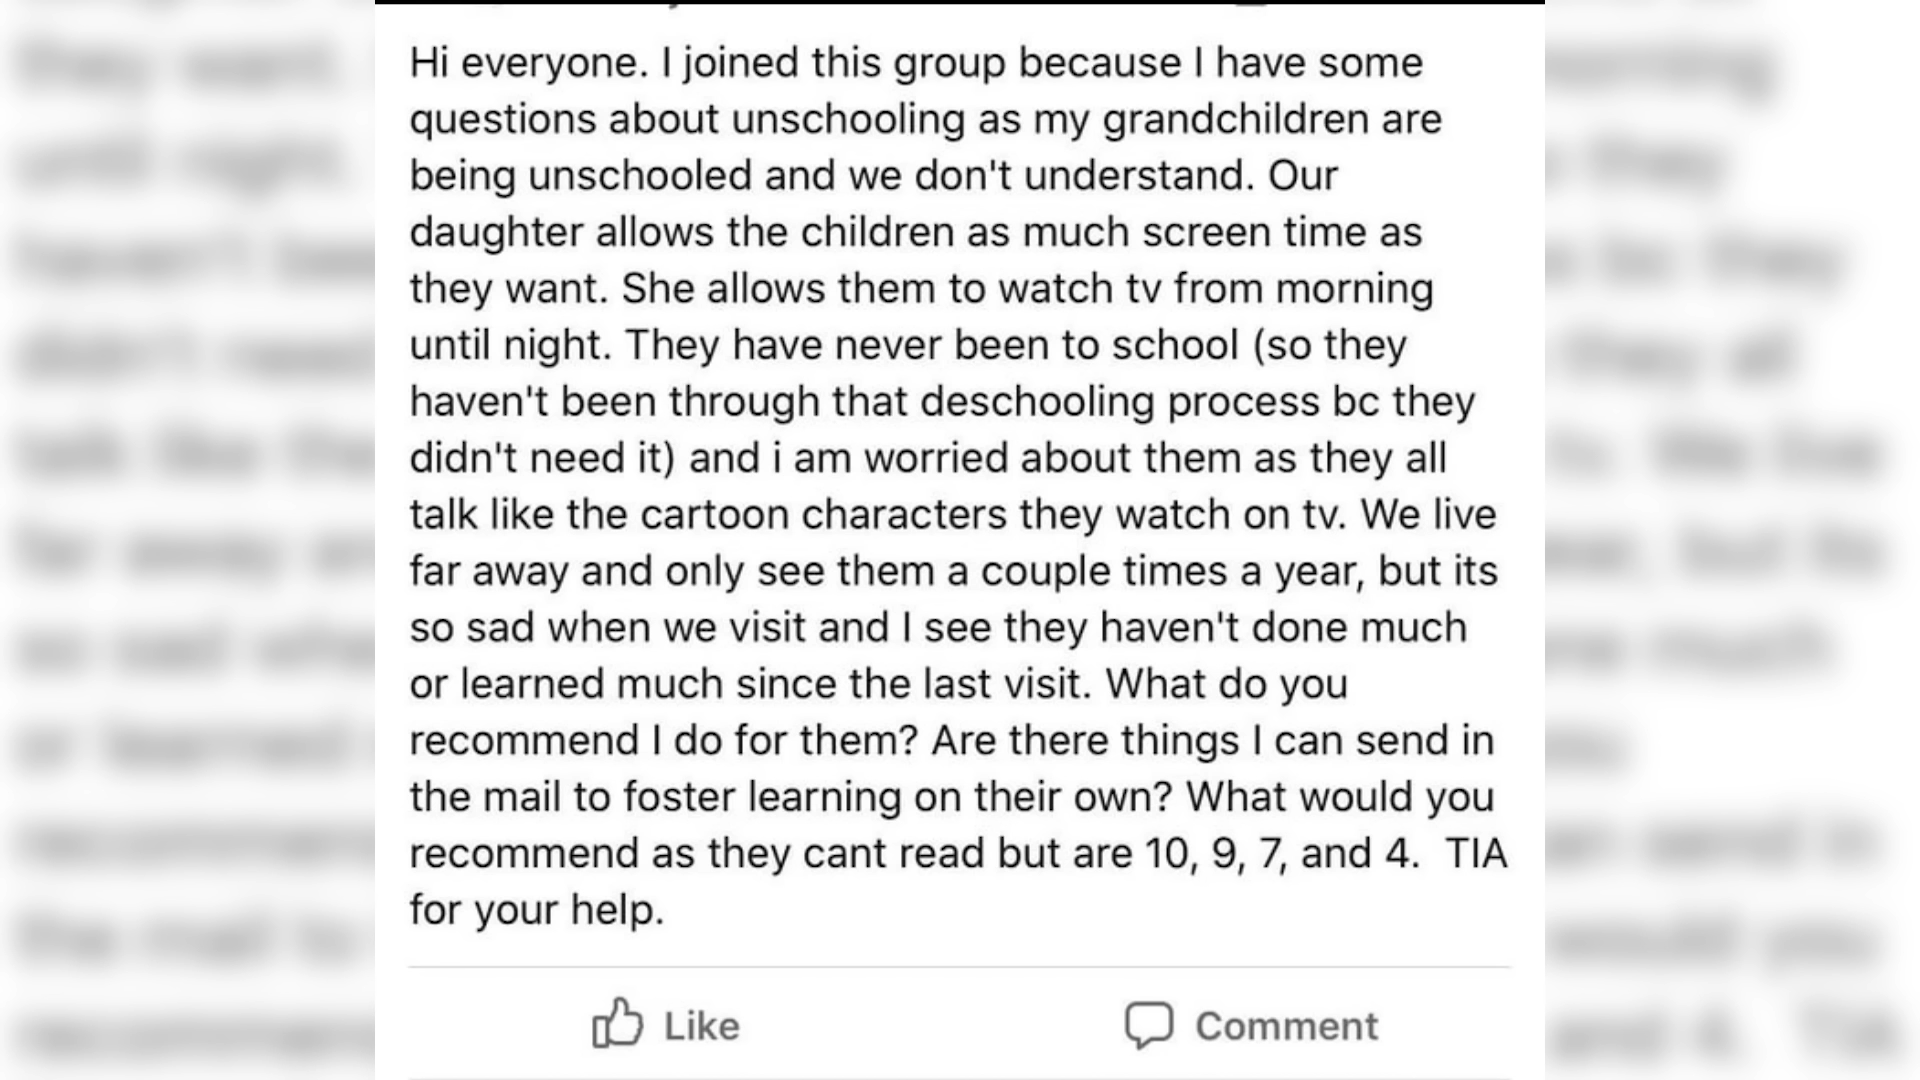 Hi everyone. I joined this group because I have some
questions about unschooling as my grandchildren are
being unschooled and we don't understand. Our
daughter allows the children as much screen time as
they want. She allows them to watch tv from morning
until night. They have never been to school (so they
haven't been through that deschooling process bc they
didn't need it) and i am worried about them as they all
talk like the cartoon characters they watch on tv. We live
far away and only see them a couple times a year, but its
so sad when we visit and I see they haven't done much
or learned much since the last visit. What do you
recommend I do for them? Are there things I can send in
the mail to foster learning on their own? What would you
recommend as they cant read but are 10, 9, 7, and 4.  TIA
for your help.
Like
Comment